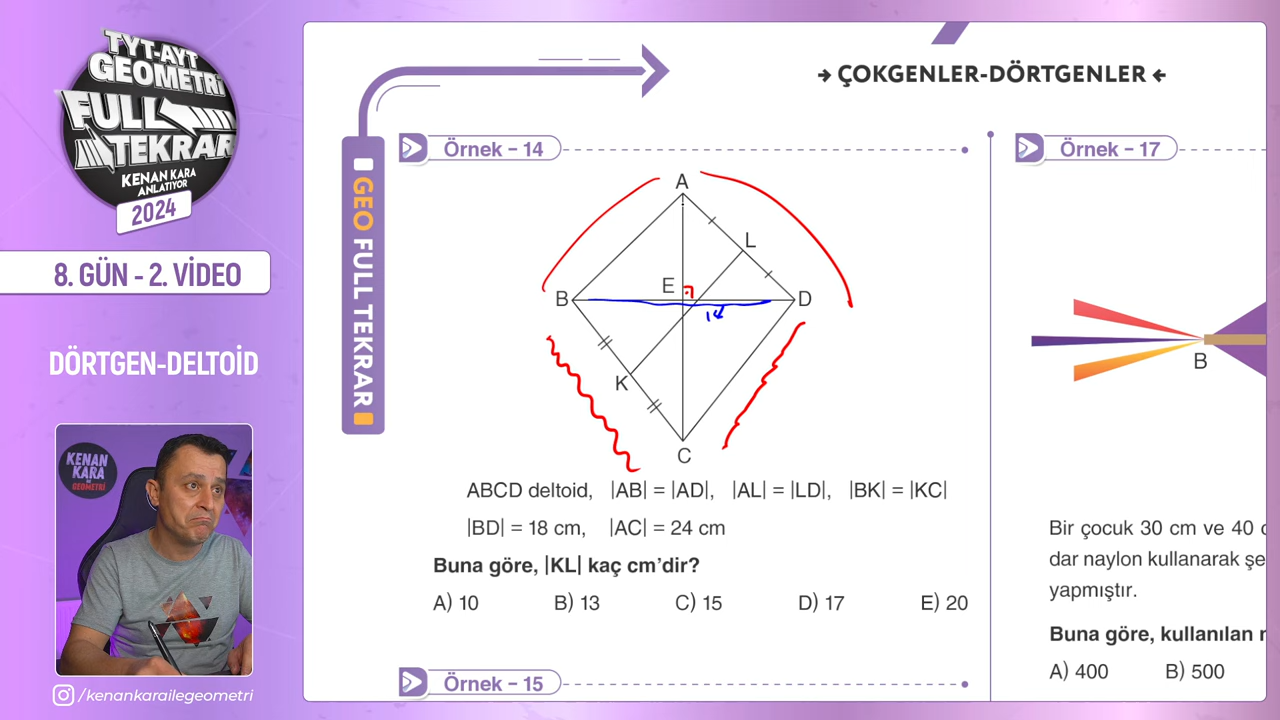 TYT-AYT
GEOMETRİ
FULL
TEKRAR
KENAN KARA
ANLATIYOR
2024
8. GÜN - 2. VİDEO
DÖRTGEN-DELTOİD
KENAN
KARA
İLE
GEOMETRİ
/kenankarailegeometri
GEO FULL TEKRAR
ÇOKGENLER-DÖRTGENLER
Örnek – 14
A
L
E
B
D
18
K
C
ABCD deltoid, |AB| = |AD|, |AL| = |LD|, |BK| = |KC|
|BD| = 18 cm, |AC| = 24 cm
Buna göre, |KL| kaç cm'dir?
A) 10 B) 13 C) 15 D) 17 E) 20
Örnek – 15
Örnek – 17
B
Bir çocuk 30 cm ve 40 c
dar naylon kullanarak şe
yapmıştır.
Buna göre, kullanılan
A) 400 B) 500